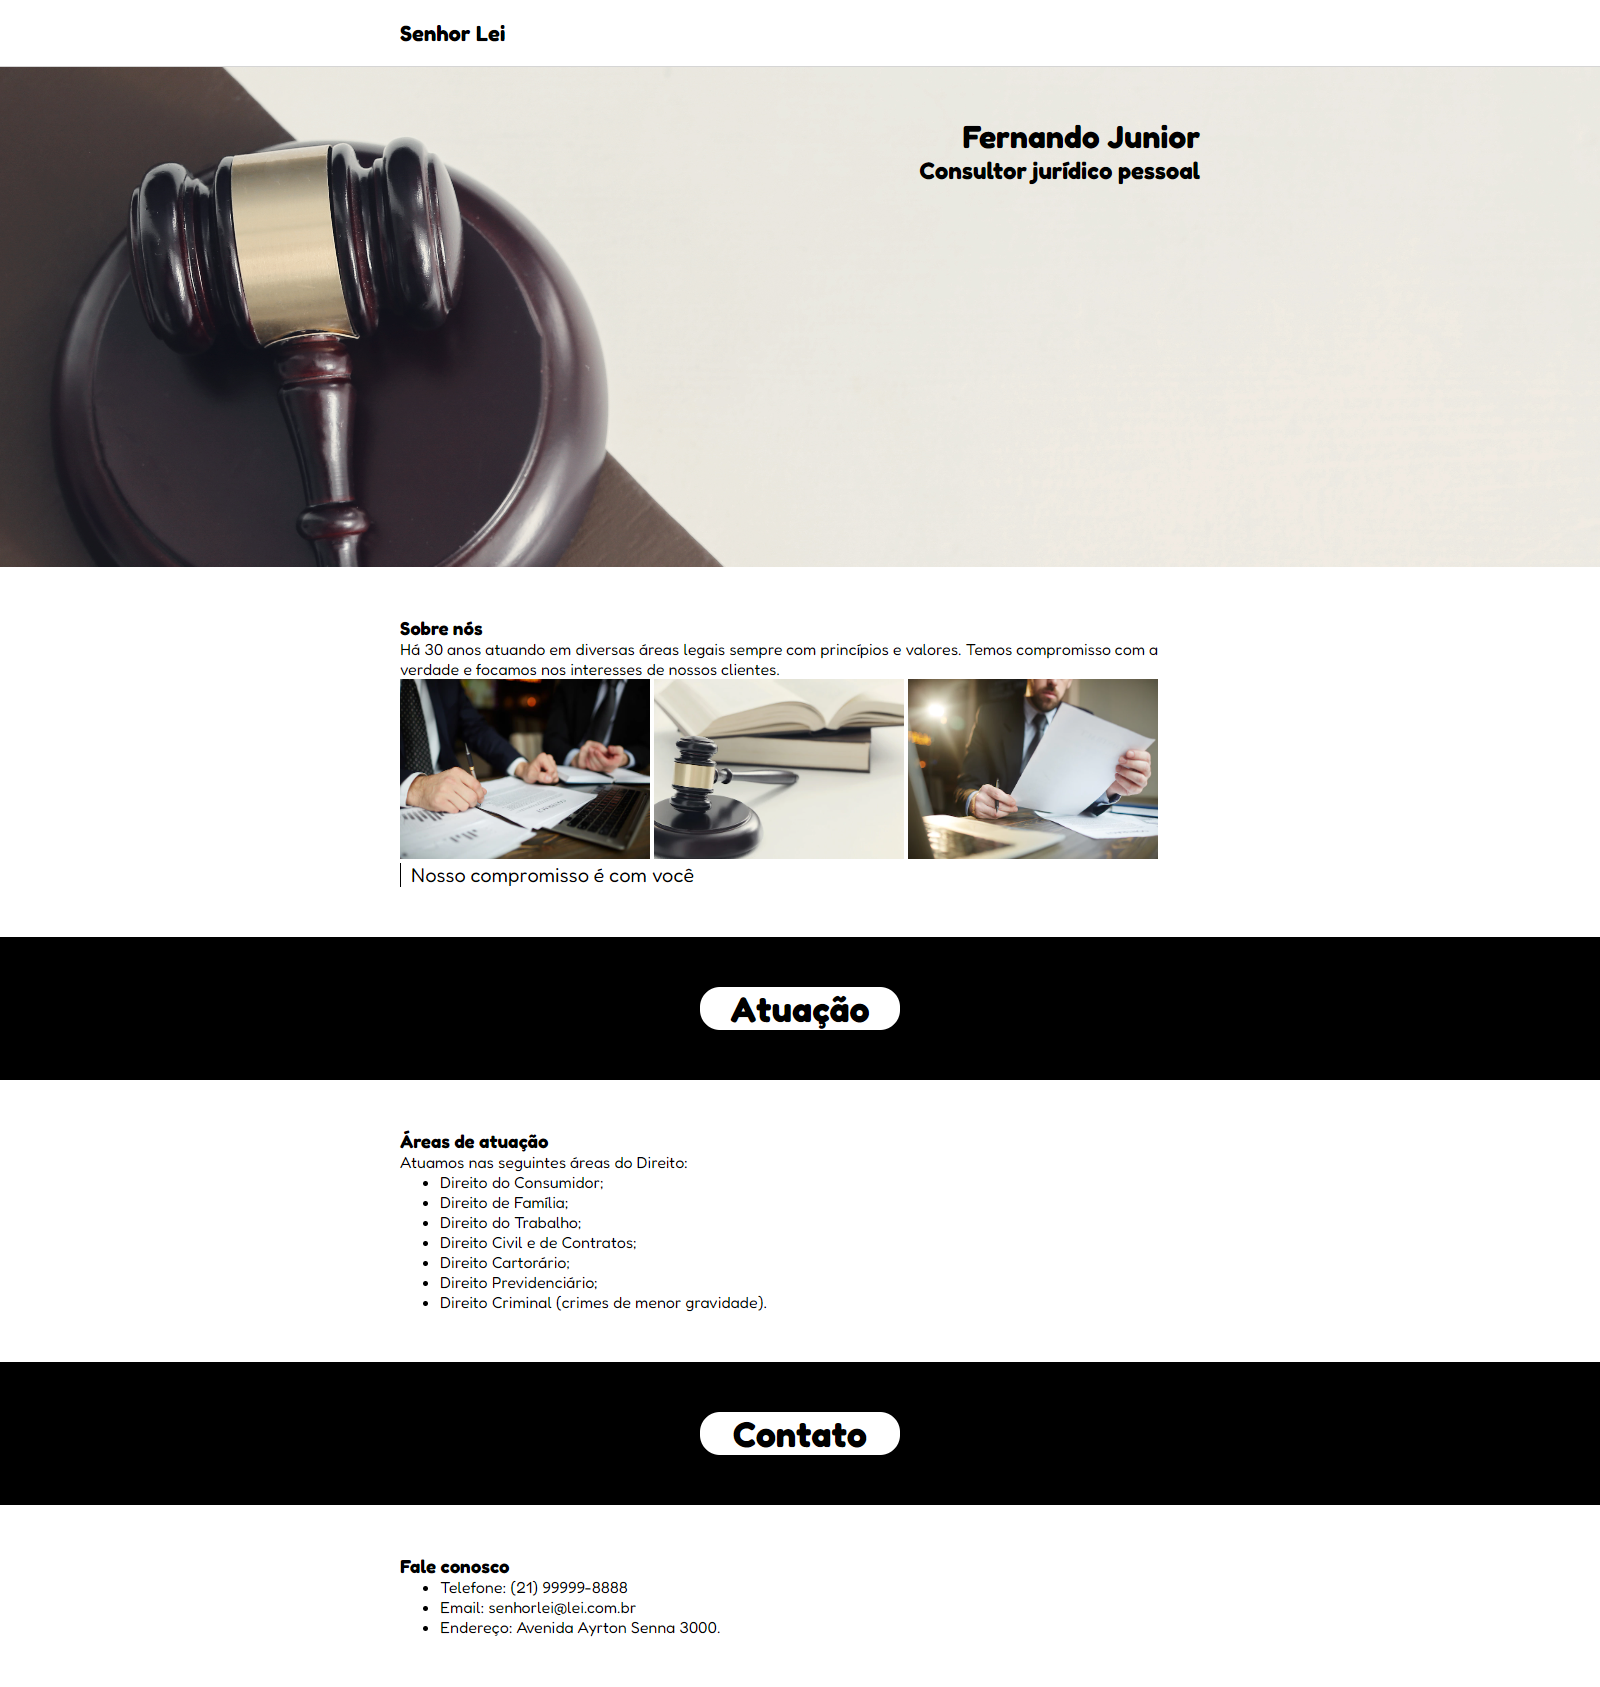 Senhor Lei
Fernando Junior
Consultor jurídico pessoal
Sobre nós
Há 30 anos atuando em diversas áreas legais sempre com princípios e valores. Temos compromisso com a
verdade e focamos nos interesses de nossos clientes.
Nosso compromisso é com você
Atuação
Áreas de atuação
Atuamos nas seguintes áreas do Direito:
• Direito do Consumidor;
• Direito de Família;
• Direito do Trabalho;
• Direito Civil e de Contratos;
• Direito Cartorário;
• Direito Previdenciário;
• Direito Criminal (crimes de menor gravidade).
Contato
Fale conosco
• Telefone: (21) 99999-8888
• Email: senhorlei@lei.com.br
• Endereço: Avenida Ayrton Senna 3000.